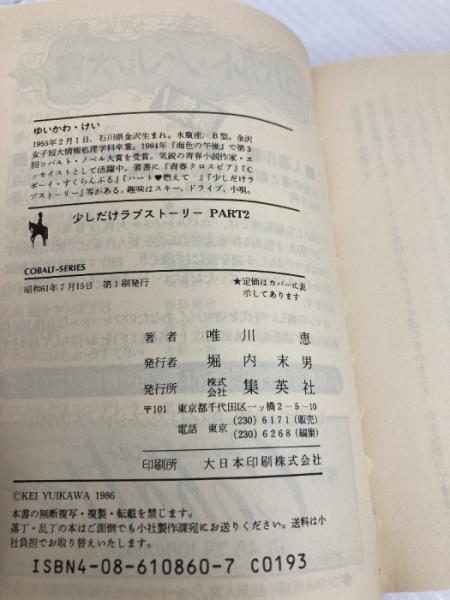 ゆいかわ・けい
1955年2月1日、石川県金沢生まれ。水瓶座、B型。金沢
女子短大情報処理学科卒業。1984年『海色の午後』で第3
回コバルト・ノベル大賞を受賞。気鋭の青春小説作家・エ
ッセイストとして活躍中。著書に『青春クロスピア』『C
ボーイ・すくらんぶる』『ハート♥燃えて』『少しだけラ
ブストーリー』等がある。趣味はスキー、ドライブ、小唄。
少しだけラブストーリー PART2
COBALT-SERIES
昭和61年7月15日 第1刷発行
★定価はカバーに表
示してあります
著者 唯川恵
発行者 堀内末男
発行所 株式会社 集英社
〒101 東京都千代田区一ッ橋2-5-10
電話 東京 (230) 6171 (販売)
(230) 6268 (編集)
印刷所 大日本印刷株式会社
©KEI YUIKAWA 1986
本書の無断複写・複製・転載を禁じます。
落丁・乱丁の本はご面倒でも小社製作課宛にお送りください。送料は小
社負担でお取り替えいたします。
ISBN4-08-610860-7 C0193